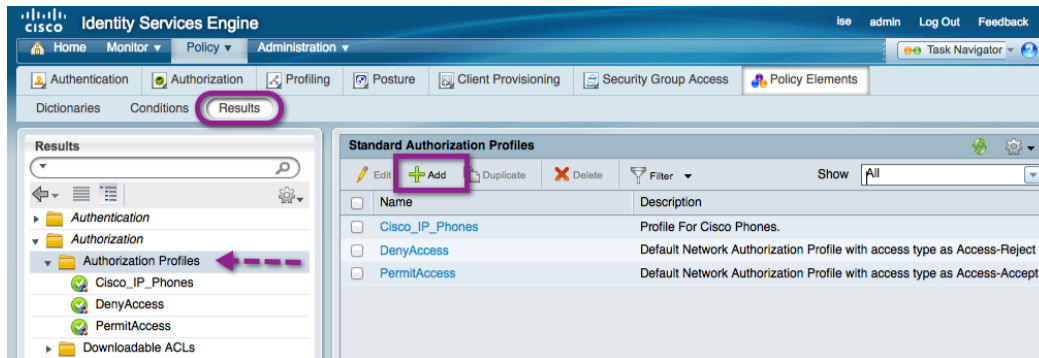 CISCO Identity Services Engine
ise admin Log Out Feedback
Home Monitor Policy Administration
Task Navigator
Authentication Authorization Profiling Posture Client Provisioning Security Group Access Policy Elements
Dictionaries Conditions Results
Results
Authentication
Authorization
Authorization Profiles
Cisco_IP_Phones
DenyAccess
PermitAccess
Downloadable ACLs
Standard Authorization Profiles
Edit Add Duplicate Delete Filter Show All
Name Description
Cisco_IP_Phones Profile For Cisco Phones.
DenyAccess Default Network Authorization Profile with access type as Access-Reject
PermitAccess Default Network Authorization Profile with access type as Access-Accept